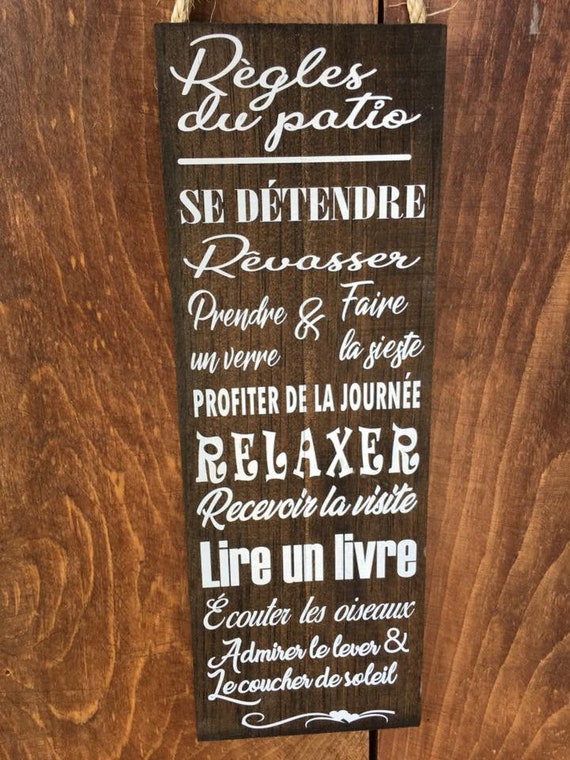 Règles
du patio
SE DÉTENDRE
Rêvasser
Prendre & Faire
un verre la sieste
PROFITER DE LA JOURNÉE
RELAXER
Recevoir la visite
Lire un livre
Écouter les oiseaux
Admirer le lever &
Le coucher de soleil